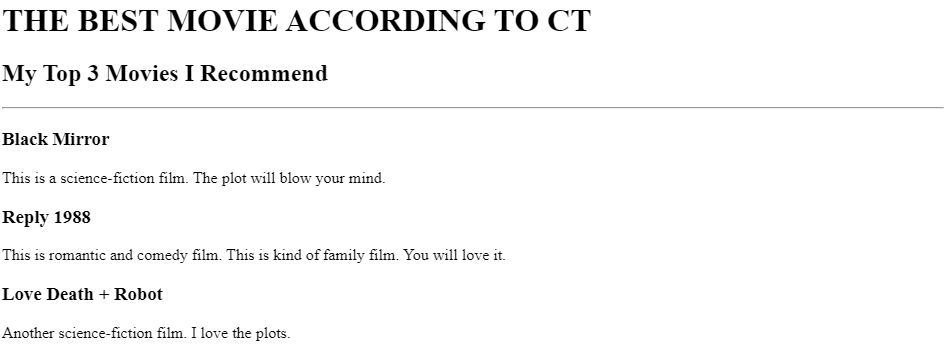 THE BEST MOVIE ACCORDING TO CT
My Top 3 Movies I Recommend
Black Mirror
This is a science-fiction film. The plot will blow your mind.
Reply 1988
This is romantic and comedy film. This is kind of family film. You will love it.
Love Death + Robot
Another science-fiction film. I love the plots.